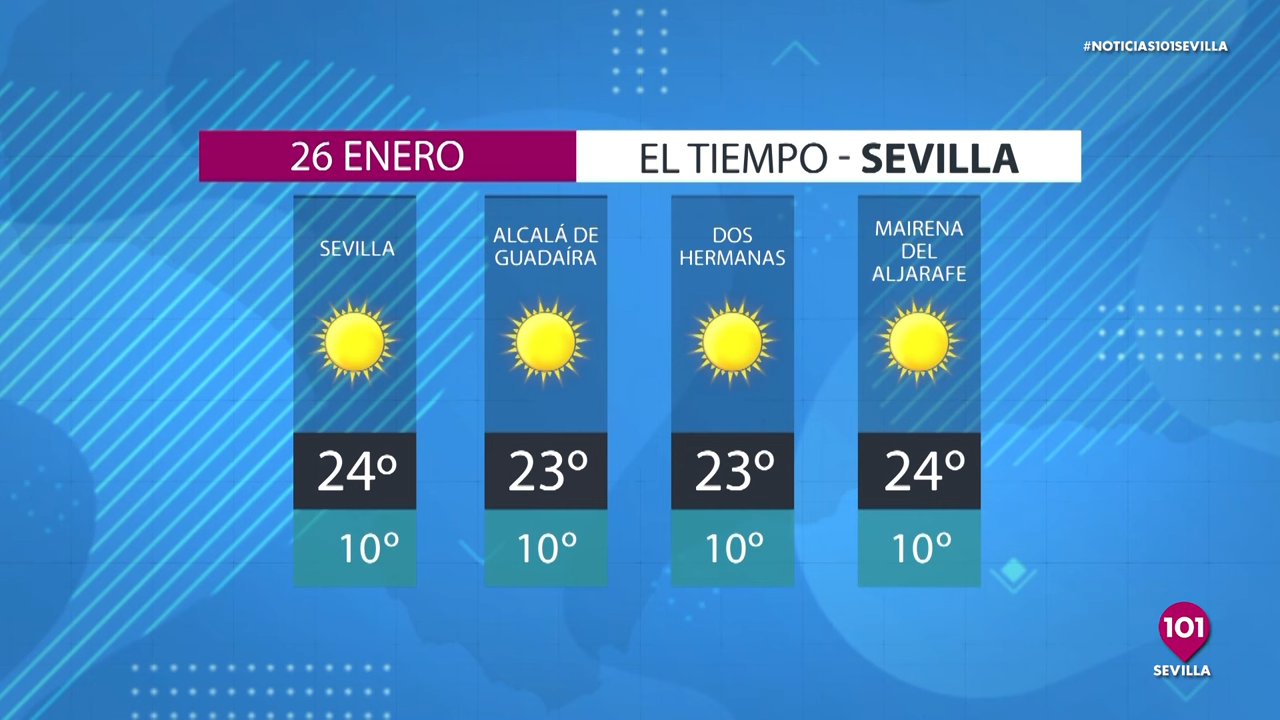 #NOTICIAS101SEVILLA
26 ENERO
EL TIEMPO - SEVILLA
SEVILLA
24º
10º
ALCALÁ DE
GUADAÍRA
23º
10º
DOS
HERMANAS
23º
10º
MAIRENA
DEL
ALJARAFE
24º
10º
101
SEVILLA